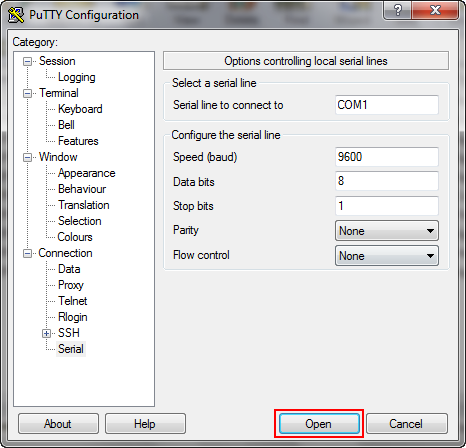 PuTTY Configuration
?
Category:
Session
Logging
Terminal
Keyboard
Bell
Features
Window
Appearance
Behaviour
Translation
Selection
Colours
Connection
Data
Proxy
Telnet
Rlogin
SSH
Serial
Options controlling local serial lines
Select a serial line
Serial line to connect to COM1
Configure the serial line
Speed (baud) 9600
Data bits 8
Stop bits 1
Parity None
Flow control None
About Help Open Cancel